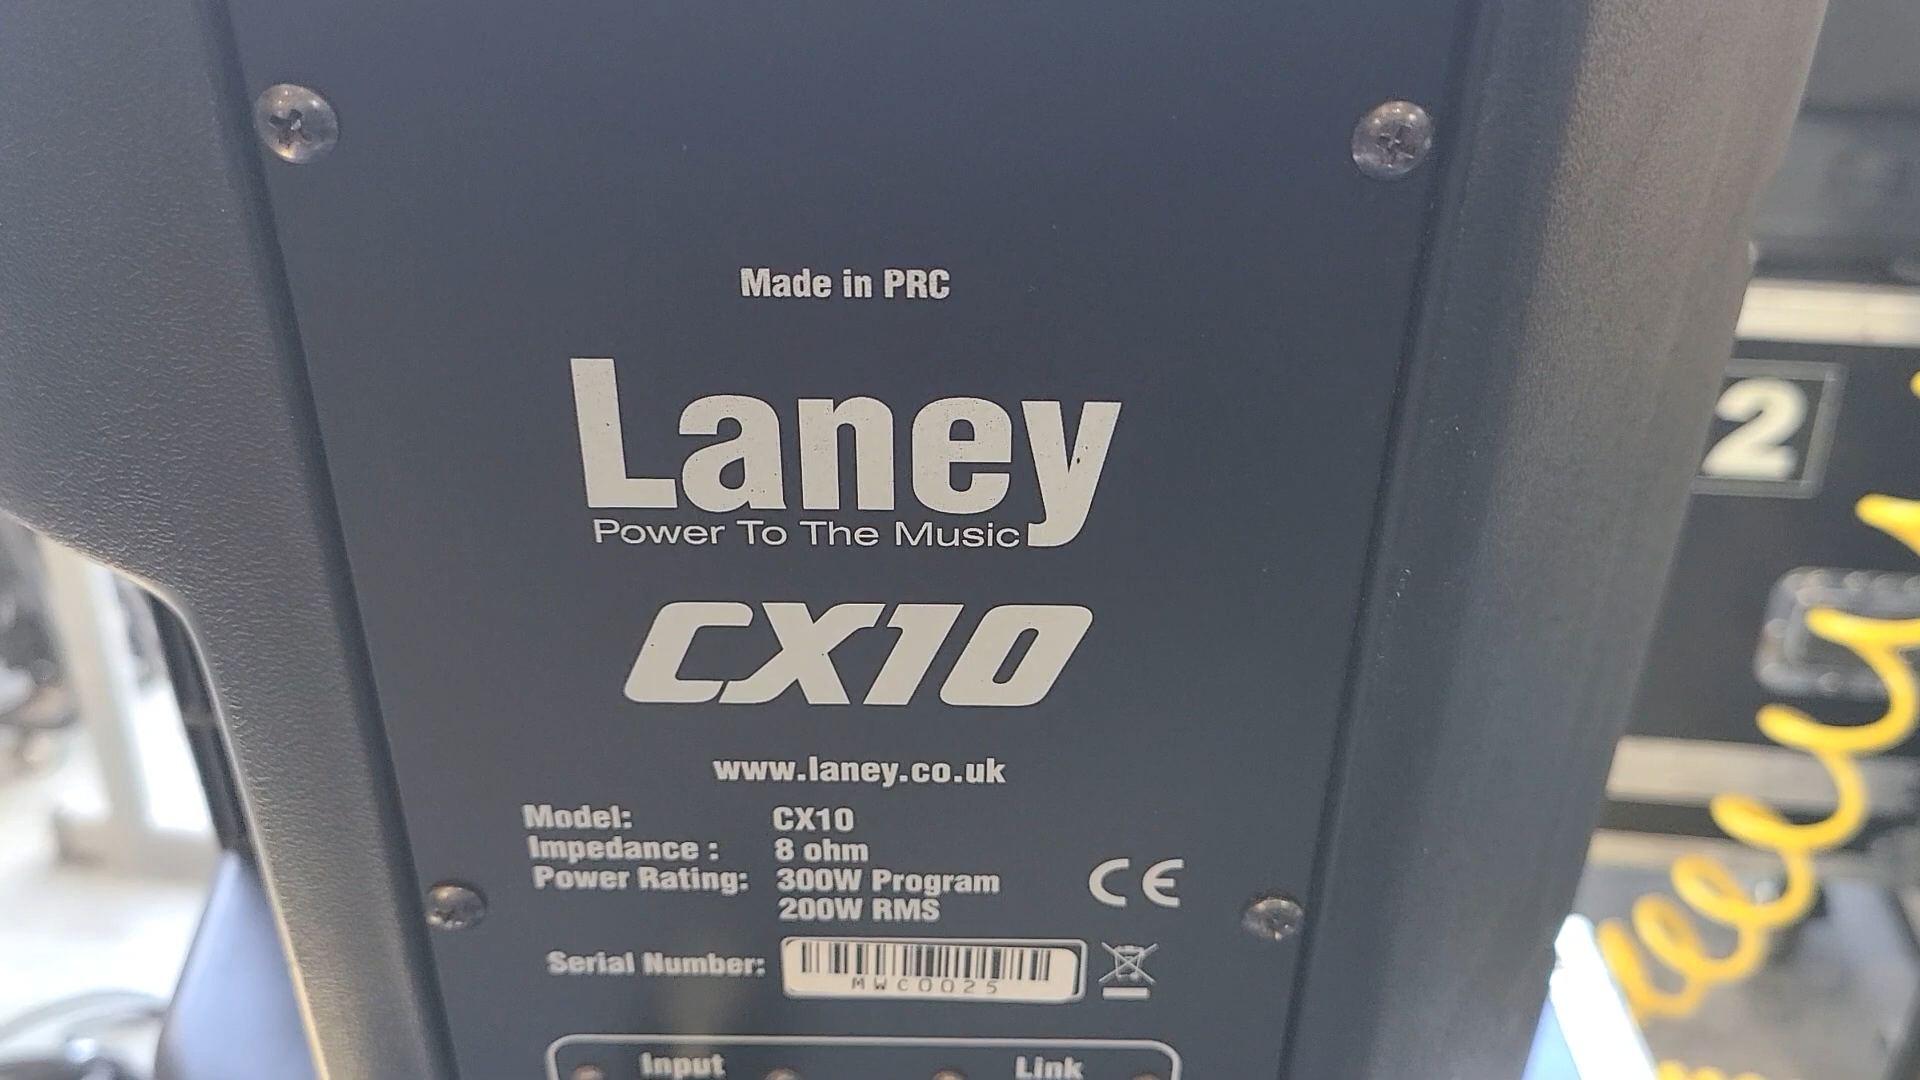 Made in PRC
Laney
Power To The Music
CX10
www.laney.co.uk
Model: CX10
Impedance : 8 ohm
Power Rating: 300W Program
200W RMS
CE
Serial Number:
MWC0025
Input Link
2